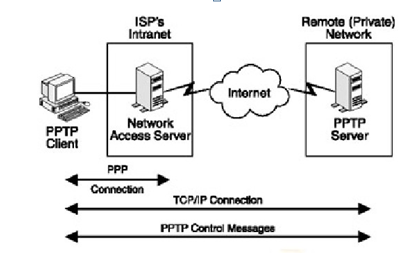 ISP's
Intranet
Remote (Private)
Network
Internet
PPTP
Client
Network
Access Server
PPTP
Server
PPP
Connection
TCP/IP Connection
PPTP Control Messages